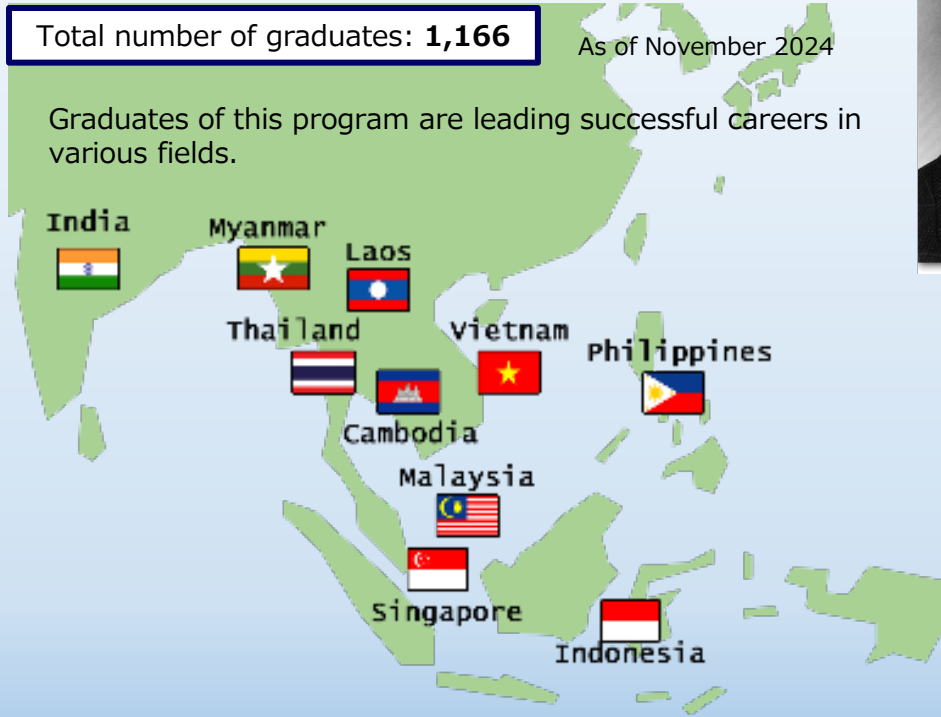 Total number of graduates: 1,166
As of November 2024
Graduates of this program are leading successful careers in
various fields.
India
Myanmar
Laos
Thailand
Vietnam
Philippines
Cambodia
Malaysia
Singapore
Indonesia